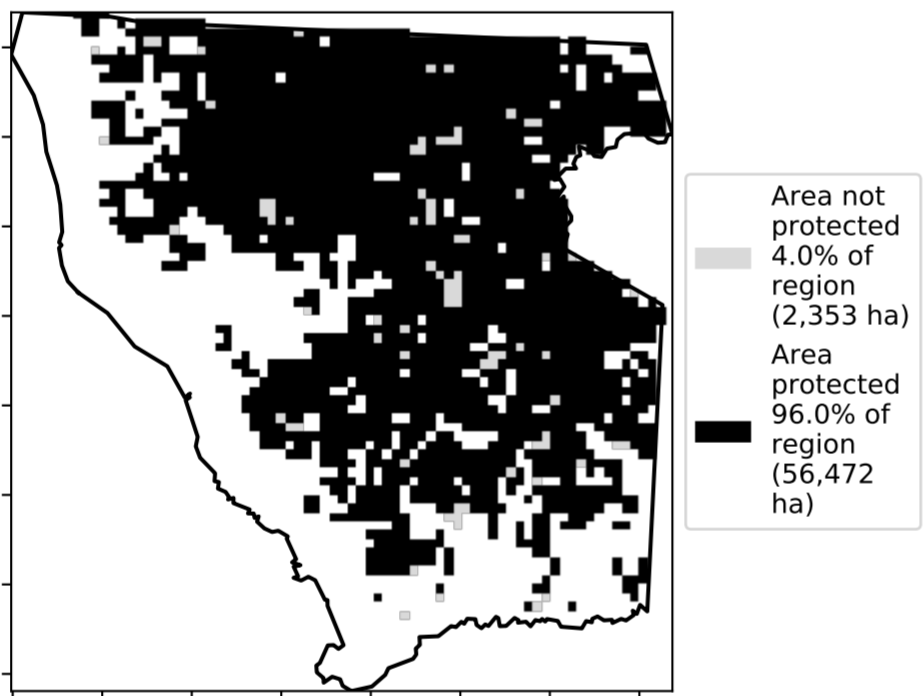 Area not
protected
4.0% of
region
(2,353 ha)
Area
protected
96.0% of
region
(56,472
ha)